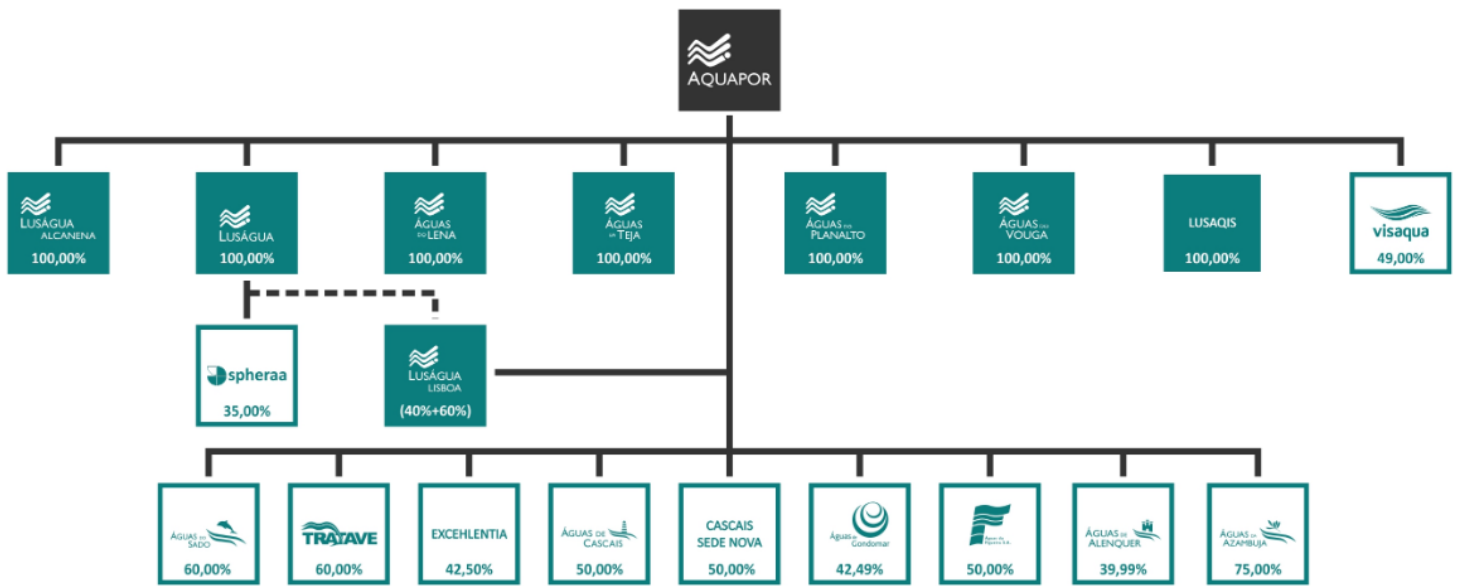 AQUAPOR
LUSÁGUA
ALCANENA
100,00%
LUSÁGUA
100,00%
ÁGUAS
DO LENA
100,00%
ÁGUAS
DA TEJA
100,00%
ÁGUAS DO
PLANALTO
100,00%
ÁGUAS DO
VOUGA
100,00%
LUSAQIS
100,00%
visaqua
49,00%
spheraa
35,00%
LUSÁGUA
LISBOA
(40%+60%)
ÁGUAS DO
SADO
60,00%
TRATAVE
60,00%
EXCEHLENTIA
42,50%
ÁGUAS DE
CASCAIS
50,00%
CASCAIS
SEDE NOVA
50,00%
Águas de
Gondomar
42,49%
Águas da
Figueira S.A.
50,00%
ÁGUAS DE
ALENQUER
39,99%
ÁGUAS DA
AZAMBUJA
75,00%